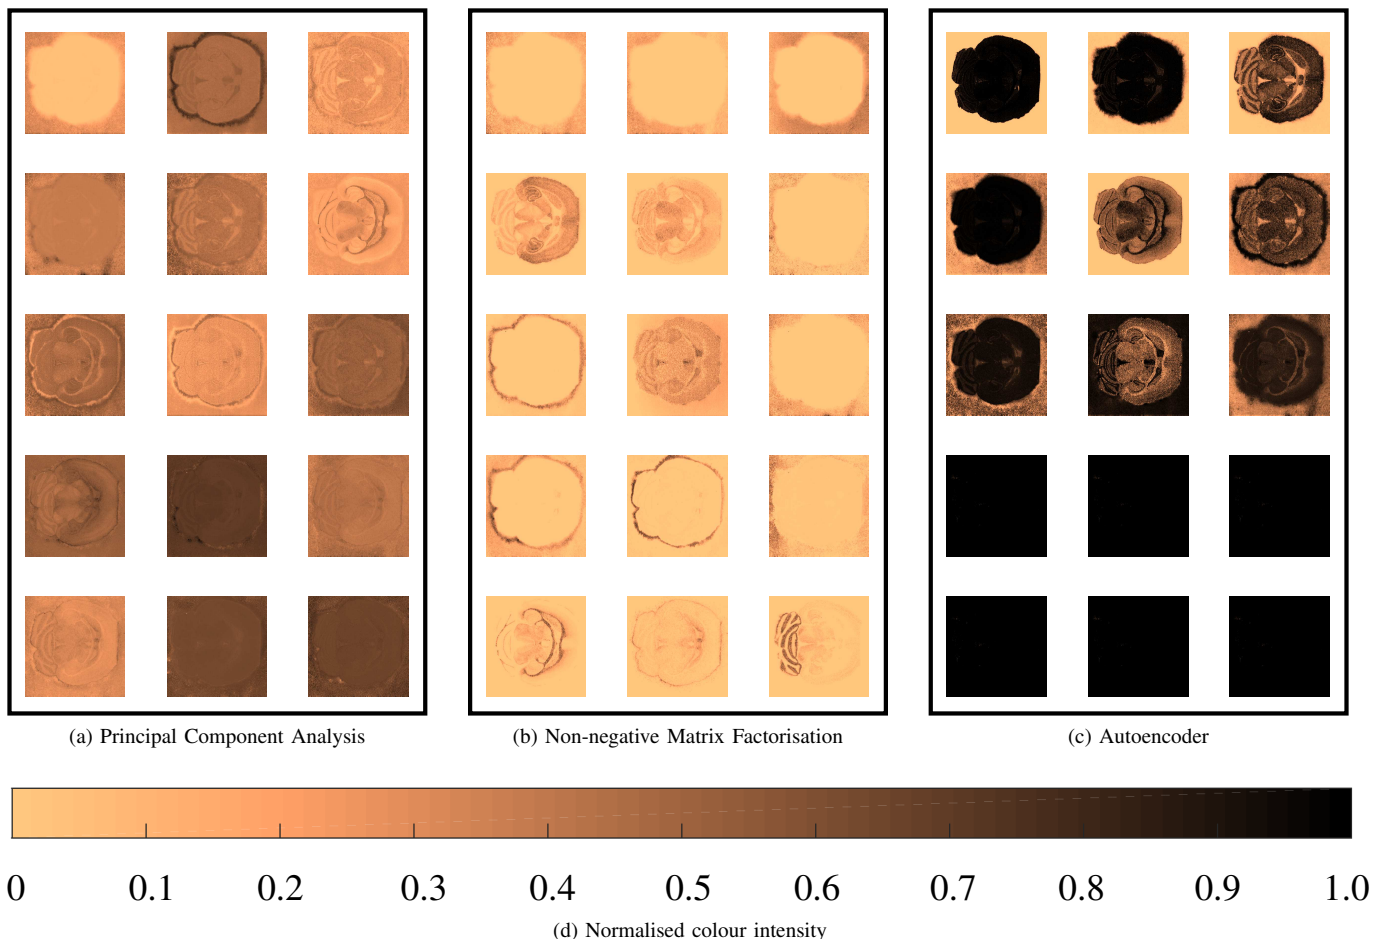 (a) Principal Component Analysis
(b) Non-negative Matrix Factorisation
(c) Autoencoder
0 0.1 0.2 0.3 0.4 0.5 0.6 0.7 0.8 0.9 1.0
(d) Normalised colour intensity